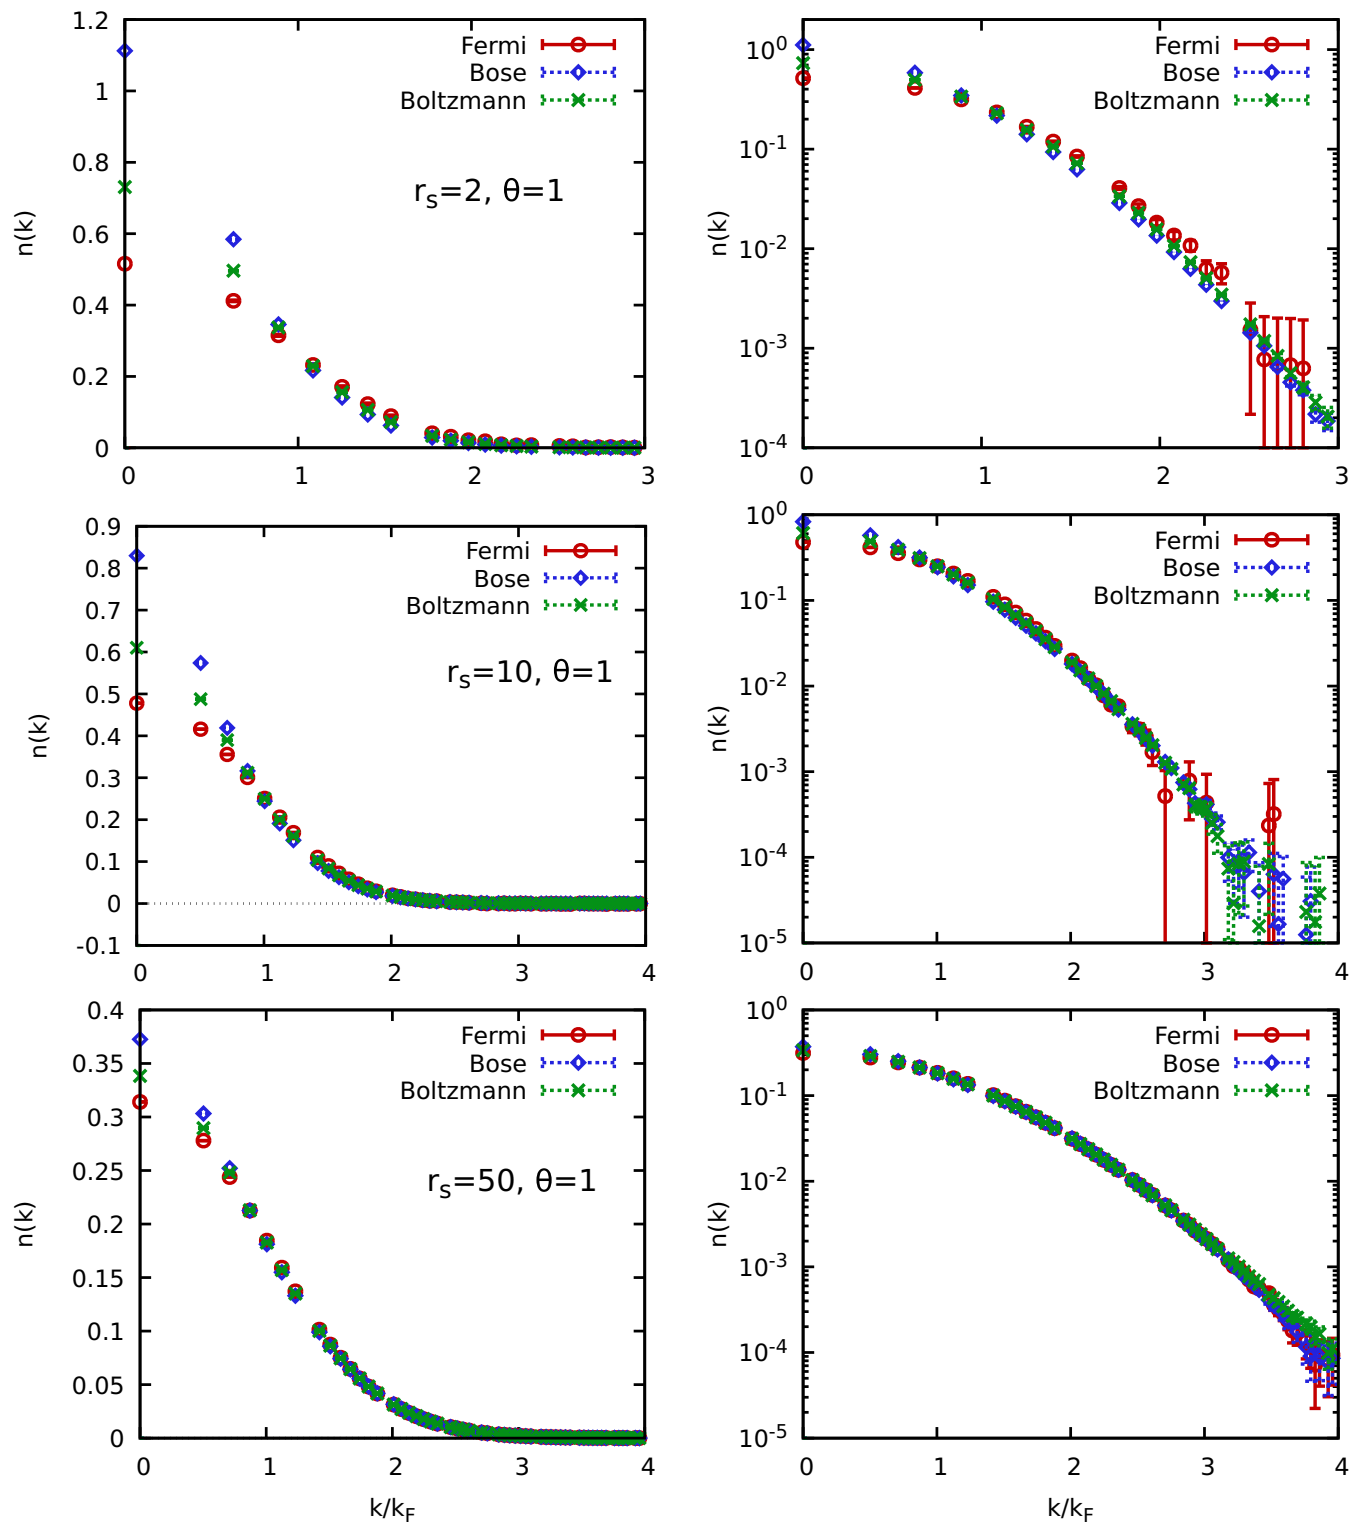 1.2
1
0.8
0.6
0.4
0.2
0
n(k)
Fermi
Bose
Boltzmann
r_s=2, θ=1
0 1 2 3
10^0
10^-1
10^-2
10^-3
10^-4
n(k)
Fermi
Bose
Boltzmann
0 1 2 3
0.9
0.8
0.7
0.6
0.5
0.4
0.3
0.2
0.1
0
-0.1
n(k)
Fermi
Bose
Boltzmann
r_s=10, θ=1
0 1 2 3 4
10^0
10^-1
10^-2
10^-3
10^-4
10^-5
n(k)
Fermi
Bose
Boltzmann
0 1 2 3 4
0.4
0.35
0.3
0.25
0.2
0.15
0.1
0.05
0
n(k)
Fermi
Bose
Boltzmann
r_s=50, θ=1
0 1 2 3 4
k/k_F
10^0
10^-1
10^-2
10^-3
10^-4
10^-5
n(k)
Fermi
Bose
Boltzmann
0 1 2 3 4
k/k_F